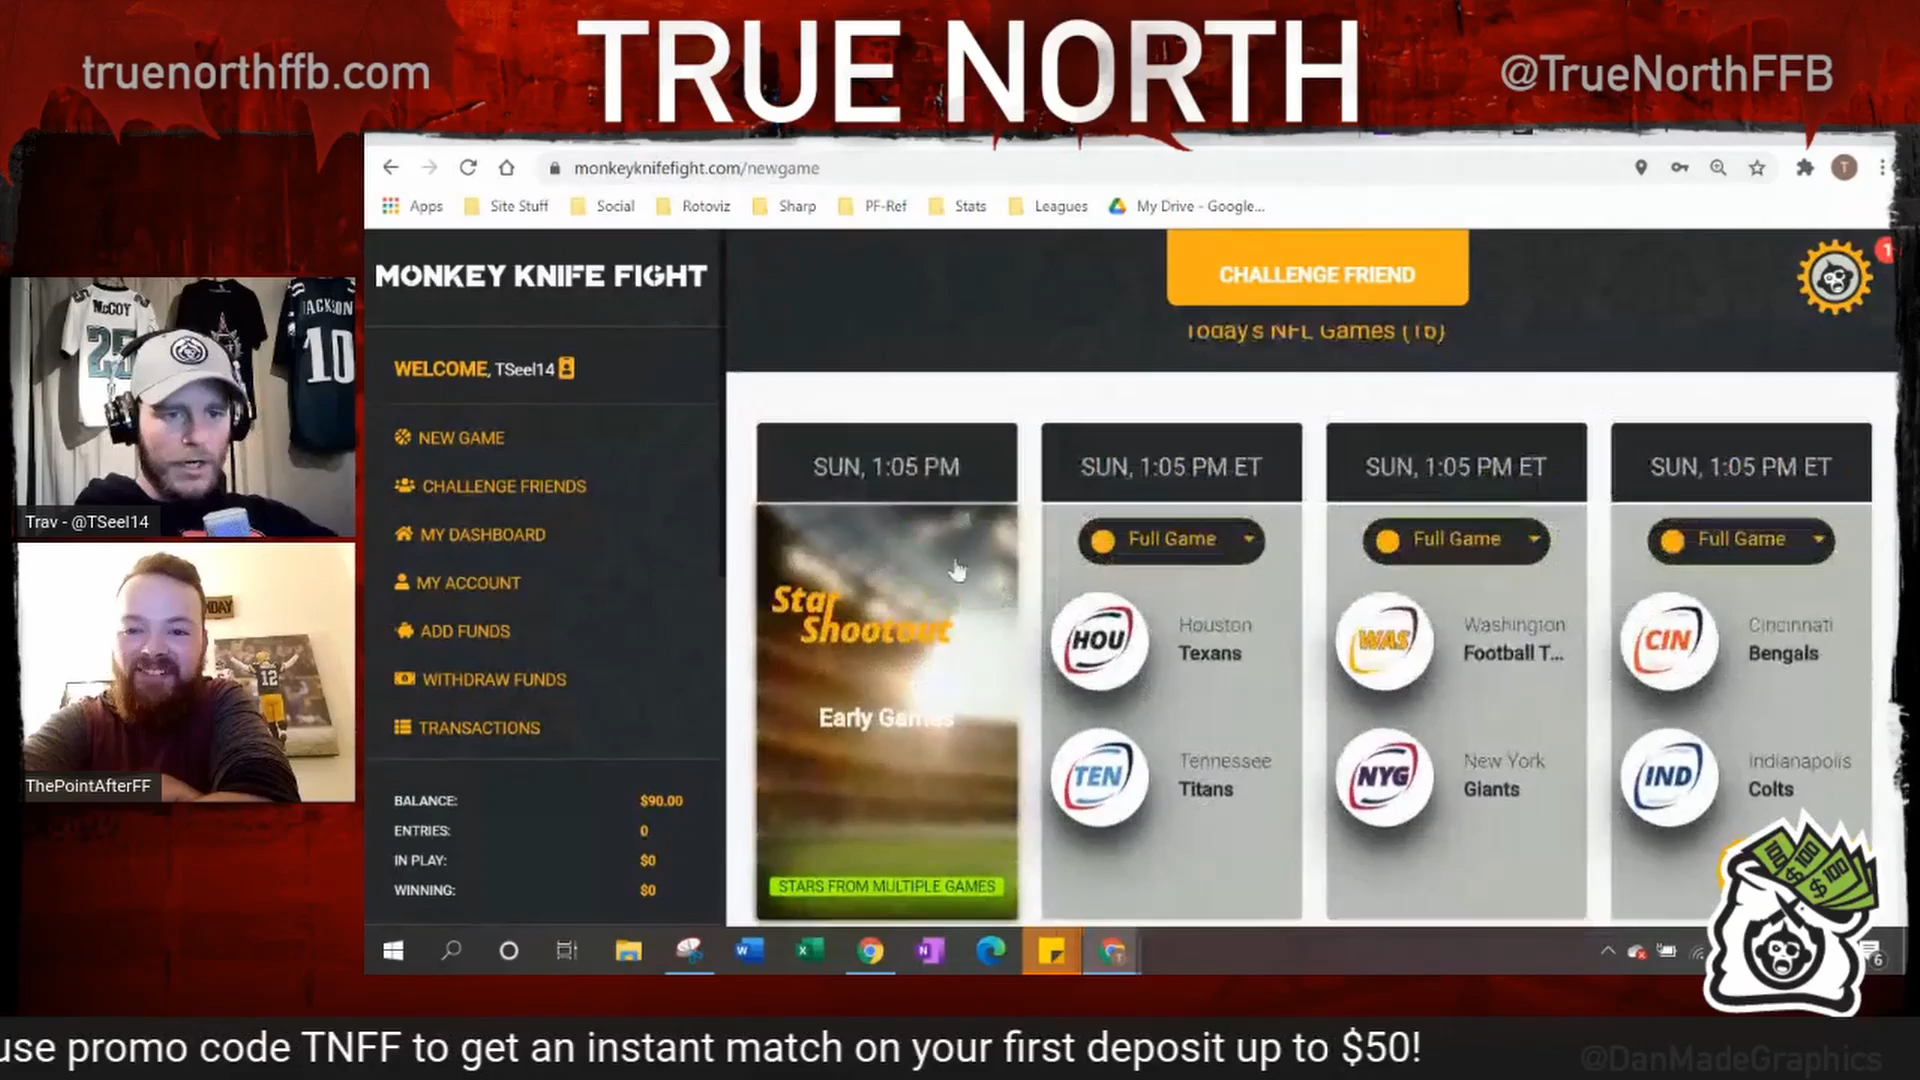 truenorthffb.com
TRUE NORTH
@TrueNorthFFB
monkeyknifefight.com/newgame
Apps
Site Stuff
Social
Rotoviz
Sharp
PF-Ref
Stats
Leagues
My Drive - Google...
MONKEY KNIFE FIGHT
CHALLENGE FRIEND
Today's NFL Games (16)
1
WELCOME, TSeel14
NEW GAME
CHALLENGE FRIENDS
MY DASHBOARD
MY ACCOUNT
ADD FUNDS
WITHDRAW FUNDS
TRANSACTIONS
BALANCE: $90.00
ENTRIES: 0
IN PLAY: $0
WINNING: $0
SUN, 1:05 PM
Star
Shootout
Early Games
STARS FROM MULTIPLE GAMES
SUN, 1:05 PM ET
Full Game
HOU
Houston
Texans
TEN
Tennessee
Titans
SUN, 1:05 PM ET
Full Game
WAS
Washington
Football T...
NYG
New York
Giants
SUN, 1:05 PM ET
Full Game
CIN
Cincinnati
Bengals
IND
Indianapolis
Colts
McCOY
25
JACKSON
10
Trav - @TSeel14
12
ThePointAfterFF
100
100
$100
6
use promo code TNFF to get an instant match on your first deposit up to $50!
@DanMadeGraphics